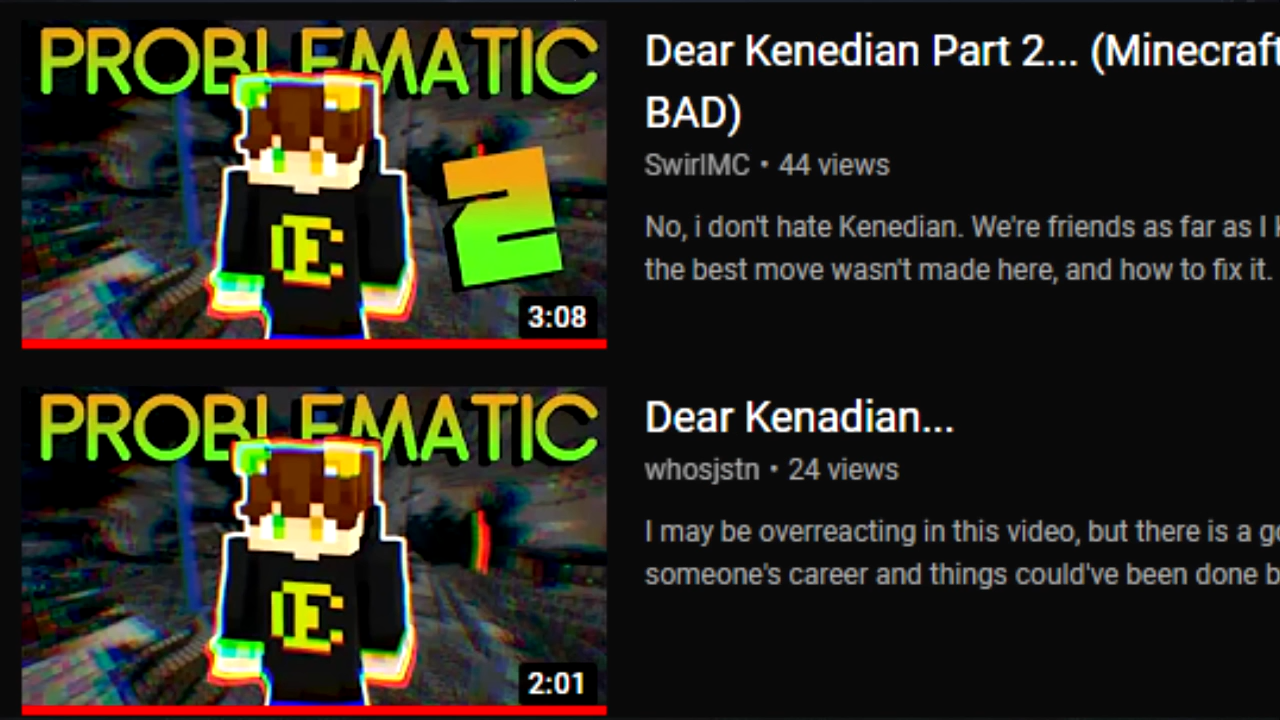 PROBLEMATIC
2
3:08
Dear Kenedian Part 2... (Minecraft
BAD)
SwirlMC • 44 views
No, i don't hate Kenedian. We're friends as far as I
the best move wasn't made here, and how to fix it.
PROBLEMATIC
E
2:01
Dear Kenadian...
whosjstn • 24 views
I may be overreacting in this video, but there is a
someone's career and things could've been done